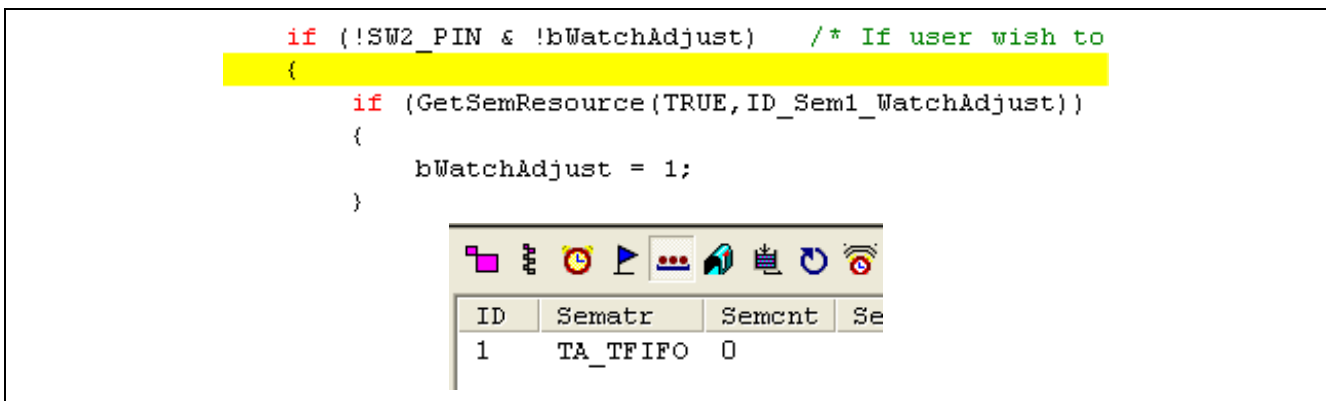 if (!SW2_PIN & !bWatchAdjust)   /* If user wish to
{
if (GetSemResource(TRUE,ID_Sem1_WatchAdjust))
{
bWatchAdjust = 1;
}
ID Sematr Semcnt Se
1 TA_TFIFO 0